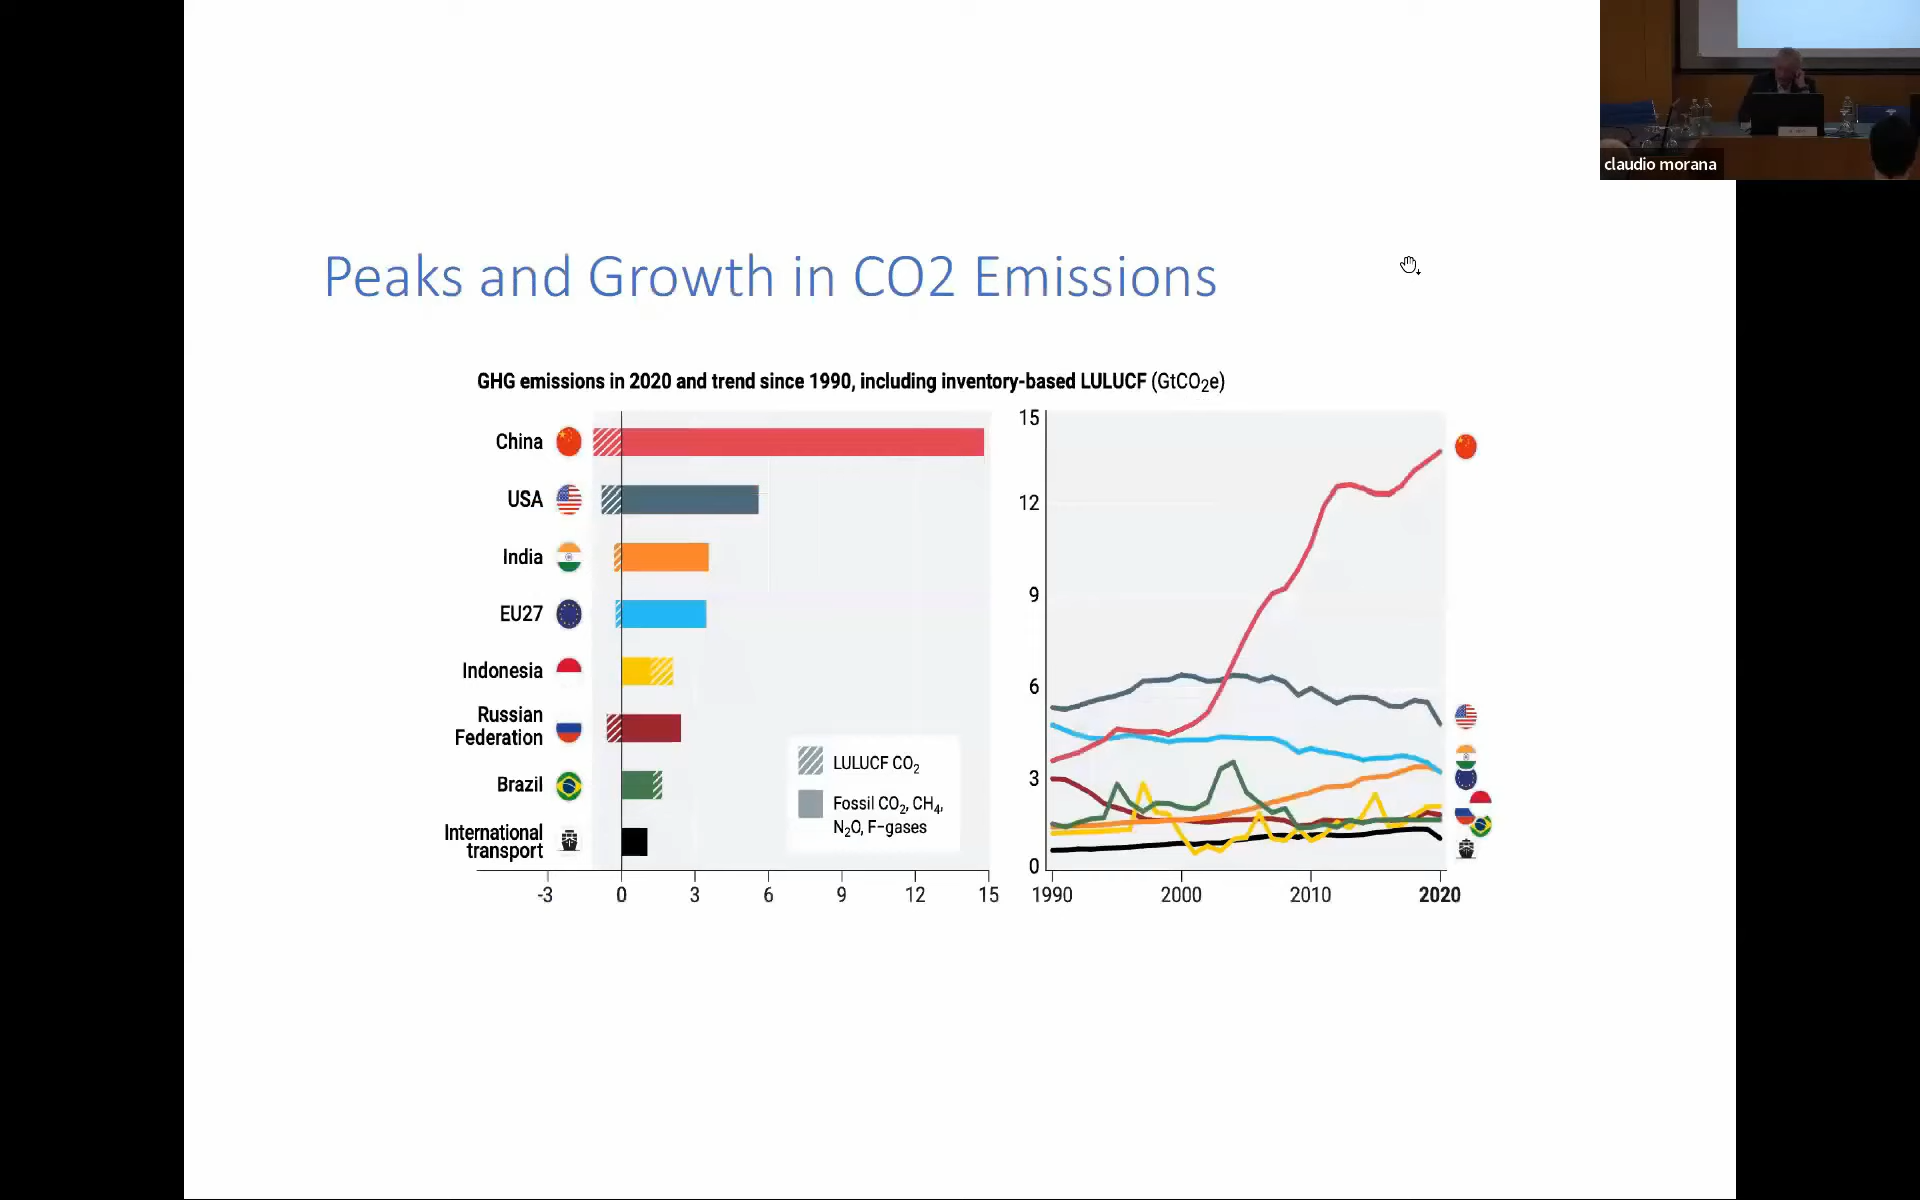 claudio morana
Peaks and Growth in CO2 Emissions
GHG emissions in 2020 and trend since 1990, including inventory-based LULUCF (GtCO₂e)
China
USA
India
EU27
Indonesia
Russian
Federation
Brazil
International
transport
LULUCF CO₂
Fossil CO₂, CH₄,
N₂O, F-gases
-3 0 3 6 9 12 15
15
12
9
6
3
0
1990 2000 2010 2020